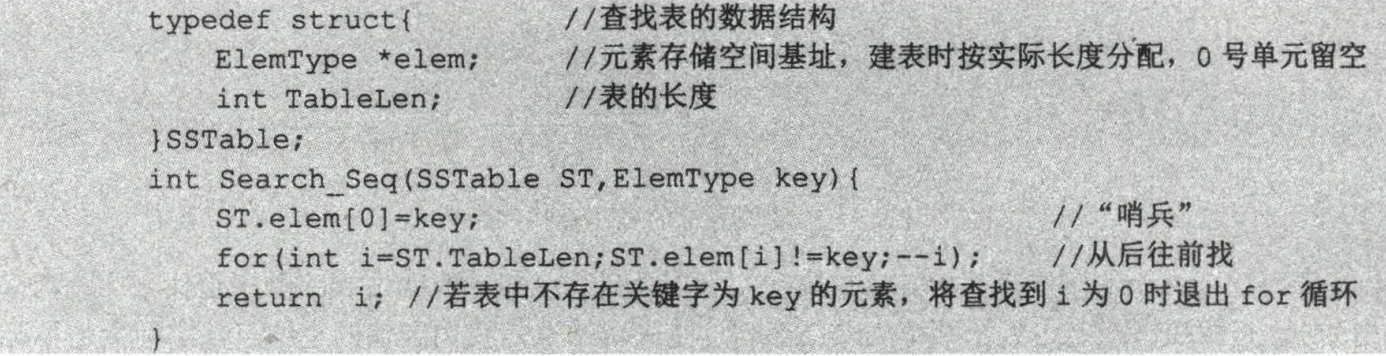 typedef struct{ //查找表的数据结构
ElemType *elem; //元素存储空间基址，建表时按实际长度分配，0 号单元留空
int TableLen; //表的长度
}SSTable;
int Search_Seq(SSTable ST,ElemType key){
ST.elem[0]=key; //“哨兵”
for(int i=ST.TableLen;ST.elem[i]!=key;--i); //从后往前找
return i; //若表中不存在关键字为 key 的元素，将查找到 i 为 0 时退出 for 循环
}